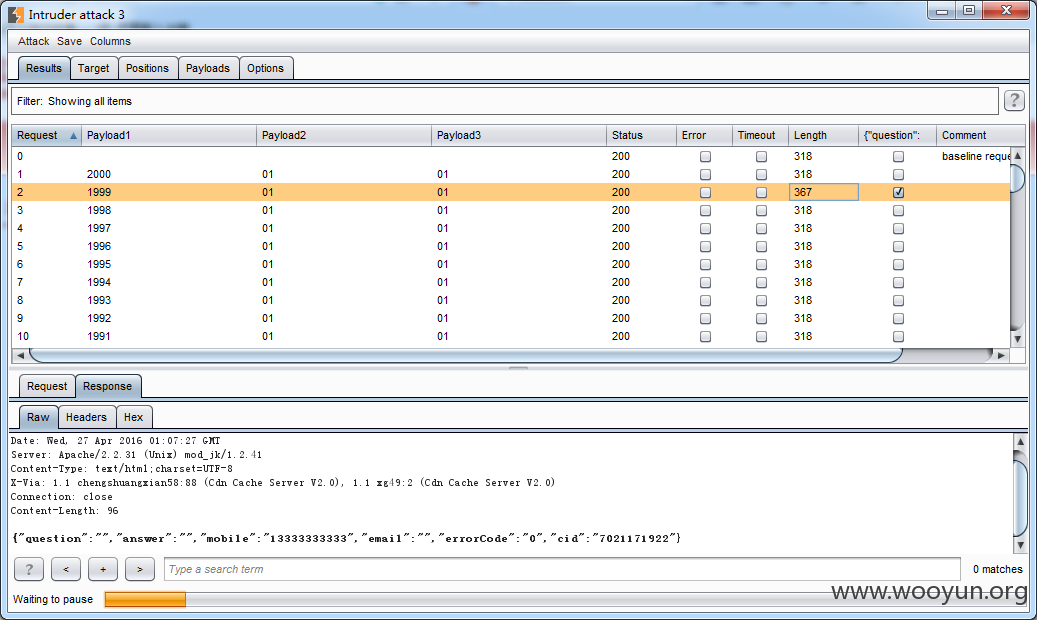 Intruder attack 3
Attack Save Columns
Results Target Positions Payloads Options
Filter: Showing all items ?
Request Payload1 Payload2 Payload3 Status Error Timeout Length {"question": Comment
0 200 318 baseline reque
1 2000 01 01 200 318
2 1999 01 01 200 367
3 1998 01 01 200 318
4 1997 01 01 200 318
5 1996 01 01 200 318
6 1995 01 01 200 318
7 1994 01 01 200 318
8 1993 01 01 200 318
9 1992 01 01 200 318
10 1991 01 01 200 318
Request Response
Raw Headers Hex
Date: Wed, 27 Apr 2016 01:07:27 GMT
Server: Apache/2.2.31 (Unix) mod_jk/1.2.41
Content-Type: text/html;charset=UTF-8
X-Via: 1.1 chengshuangxian58:88 (Cdn Cache Server V2.0), 1.1 xg49:2 (Cdn Cache Server V2.0)
Connection: close
Content-Length: 96
{"question":"","answer":"","mobile":"13333333333","email":"","errorCode":"0","cid":"7021171922"}
? < + > Type a search term 0 matches
Waiting to pause
www.wooyun.org